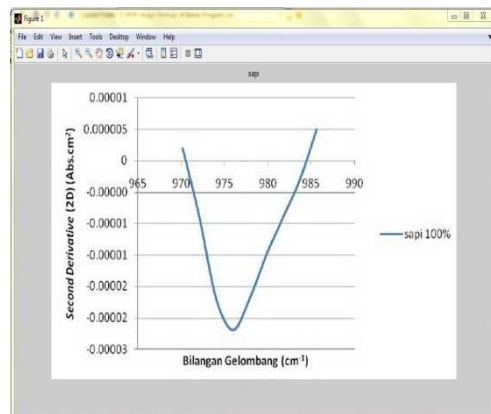 Figure 1
File Edit View Insert Tools Desktop Window Help
sapi
0.00001
0.000005
0
965 970 975 980 985 990
-0.00000
-0.00001
-0.00001
-0.00002
-0.00002
-0.00003
Second Derivative (2D) (Abs.cm²)
sapi 100%
Bilangan Gelombang (cm⁻¹)